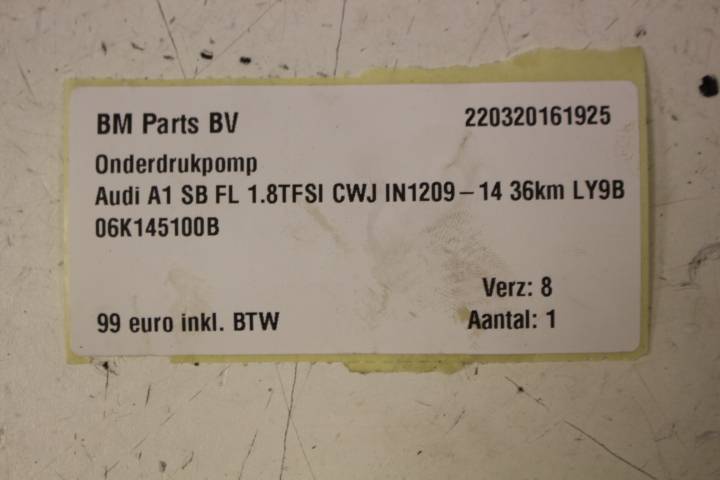 BM Parts BV 220320161925
Onderdrukpomp
Audi A1 SB FL 1.8TFSI CWJ IN1209-14 36km LY9B
06K145100B
Verz: 8
99 euro inkl. BTW Aantal: 1